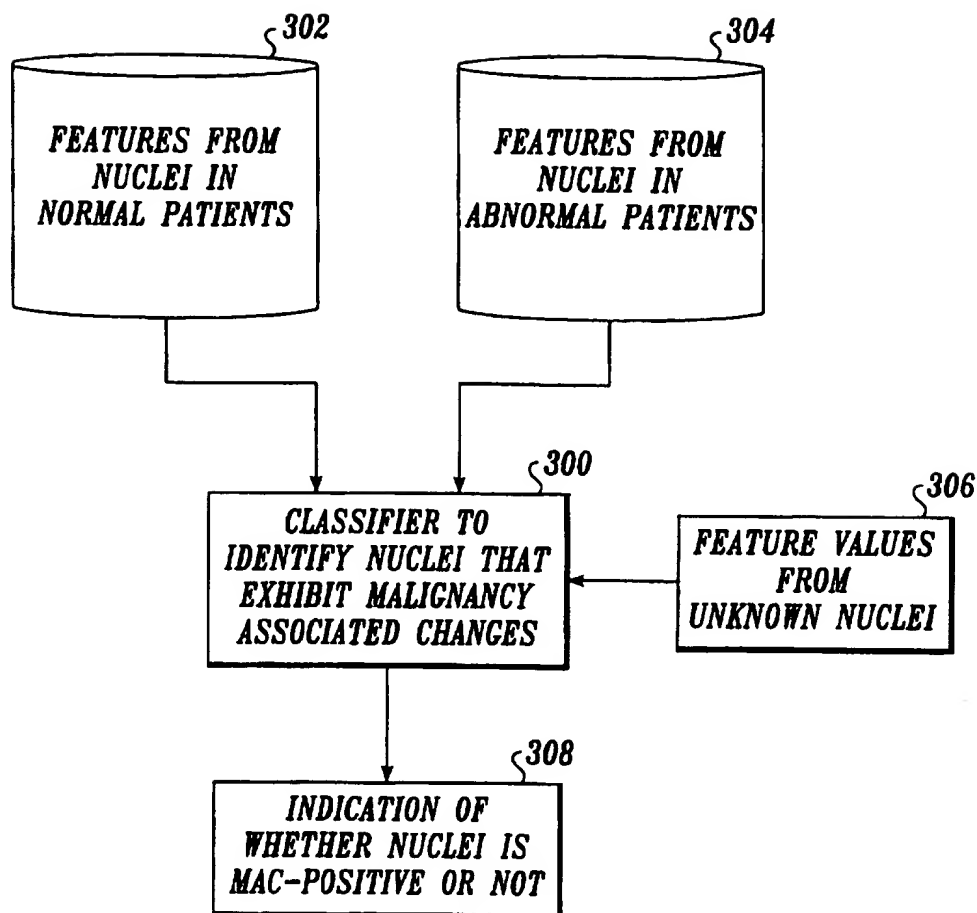 302
FEATURES FROM
NUCLEI IN
NORMAL PATIENTS
304
FEATURES FROM
NUCLEI IN
ABNORMAL PATIENTS
300
CLASSIFIER TO
IDENTIFY NUCLEI THAT
EXHIBIT MALIGNANCY
ASSOCIATED CHANGES
306
FEATURE VALUES
FROM
UNKNOWN NUCLEI
308
INDICATION OF
WHETHER NUCLEI IS
MAC-POSITIVE OR NOT